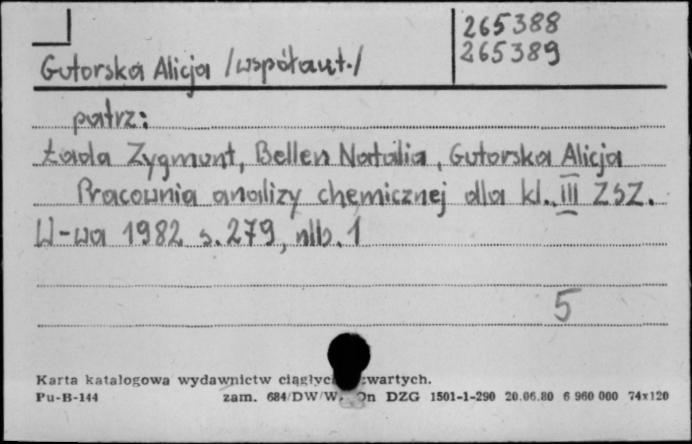 265388
265389
Gutorska Alicja /współaut./
patrz:
Łada Zygmunt, Bellen Natalia, Gutorska Alicja
Pracownia analizy chemicznej dla kl. III ZSZ.
W-wa 1982 s. 279, nlb. 1
5
Karta katalogowa wydawnictw ciągłyc wartych.
Pu-B-144 zam. 684/DW/W. On DZG 1501-1-290 20.06.80 6 960 000 74x120